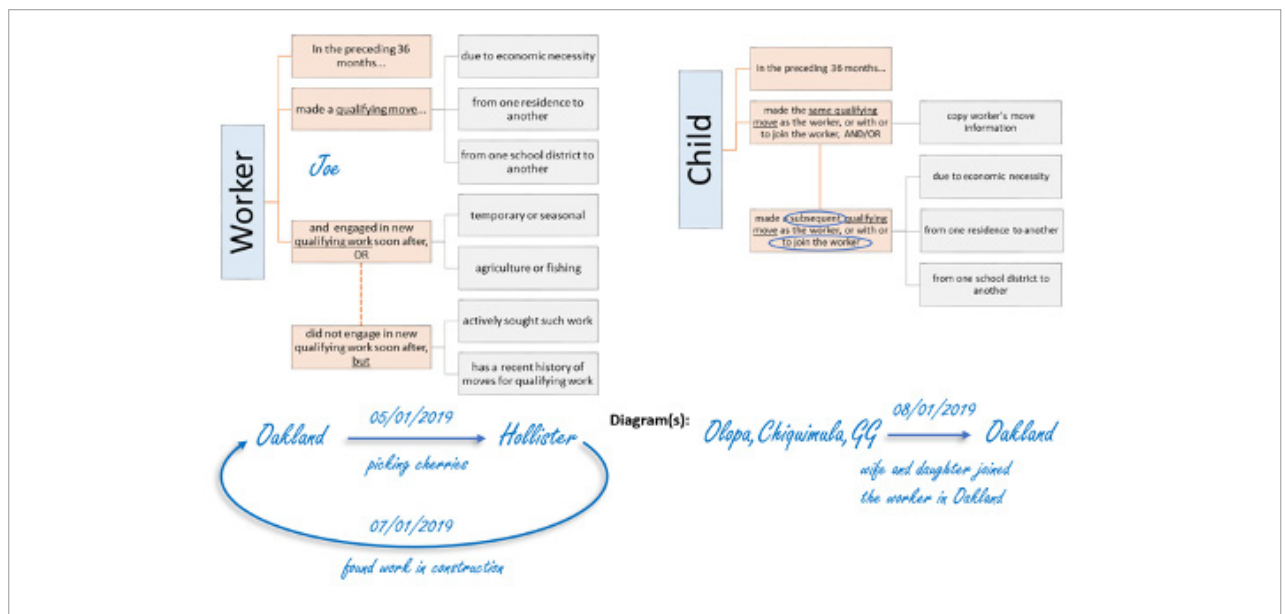 Worker
In the preceding 36
months...
made a qualifying move...
Joe
and engaged in new
qualifying work soon after,
OR
did not engage in new
qualifying work soon after,
but
due to economic necessity
from one residence to
another
from one school district to
another
temporary or seasonal
agriculture or fishing
actively sought such work
has a recent history of
moves for qualifying work
Child
In the preceding 36 months...
made the same qualifying
move as the worker, or with or
to join the worker, AND/OR
made a subsequent qualifying
move as the worker, or with or
to join the worker
copy worker's move
information
due to economic necessity
from one residence to another
from one school district to
another
05/01/2019
Oakland
Hollister
picking cherries
07/01/2019
found work in construction
Diagram(s):
08/01/2019
Olopa, Chiquimula, GG
Oakland
wife and daughter joined
the worker in Oakland